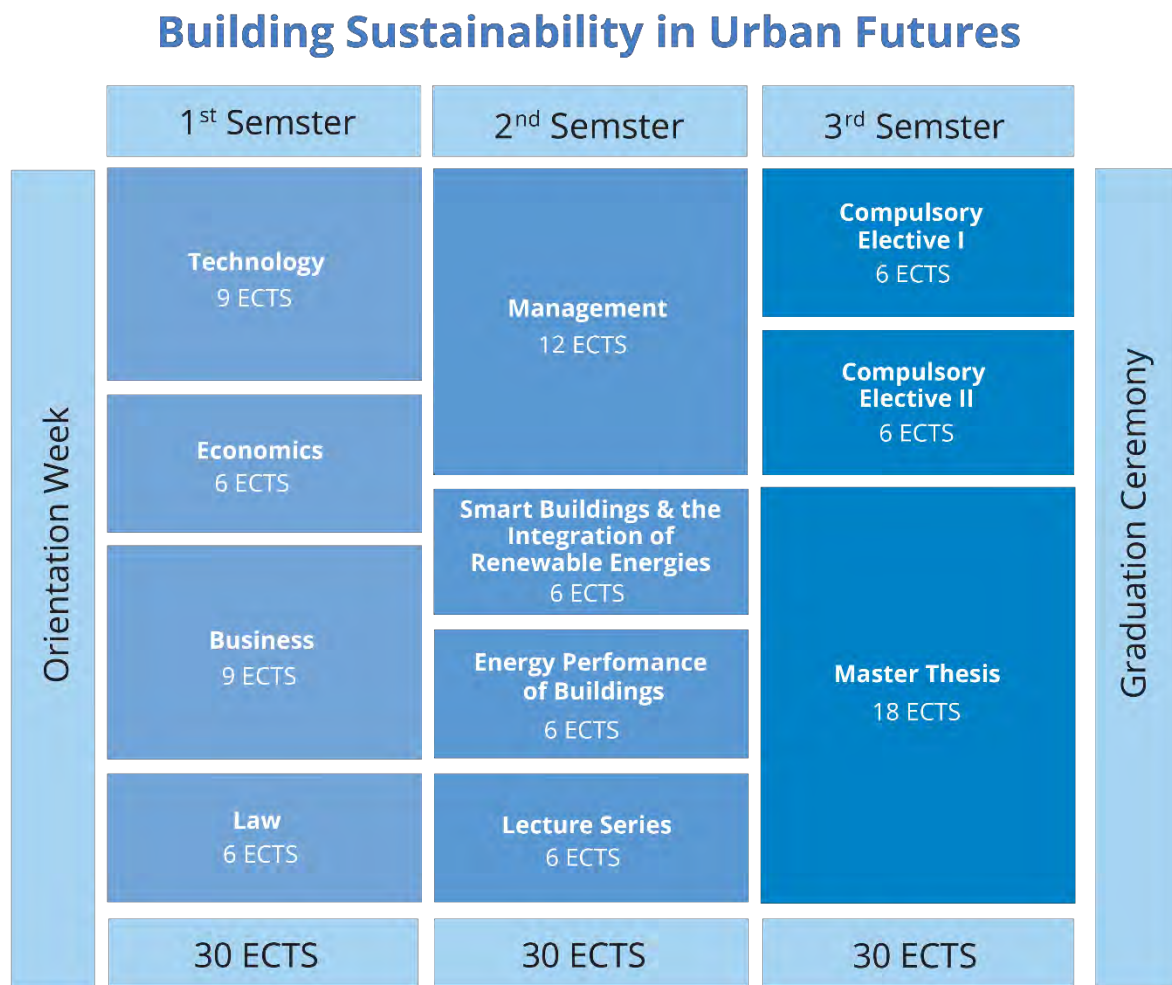 Building Sustainability in Urban Futures
1st Semster
2nd Semster
3rd Semster
Orientation Week
Technology
9 ECTS
Economics
6 ECTS
Business
9 ECTS
Law
6 ECTS
30 ECTS
Management
12 ECTS
Smart Buildings & the
Integration of
Renewable Energies
6 ECTS
Energy Perfomance
of Buildings
6 ECTS
Lecture Series
6 ECTS
30 ECTS
Compulsory
Elective I
6 ECTS
Compulsory
Elective II
6 ECTS
Master Thesis
18 ECTS
30 ECTS
Graduation Ceremony